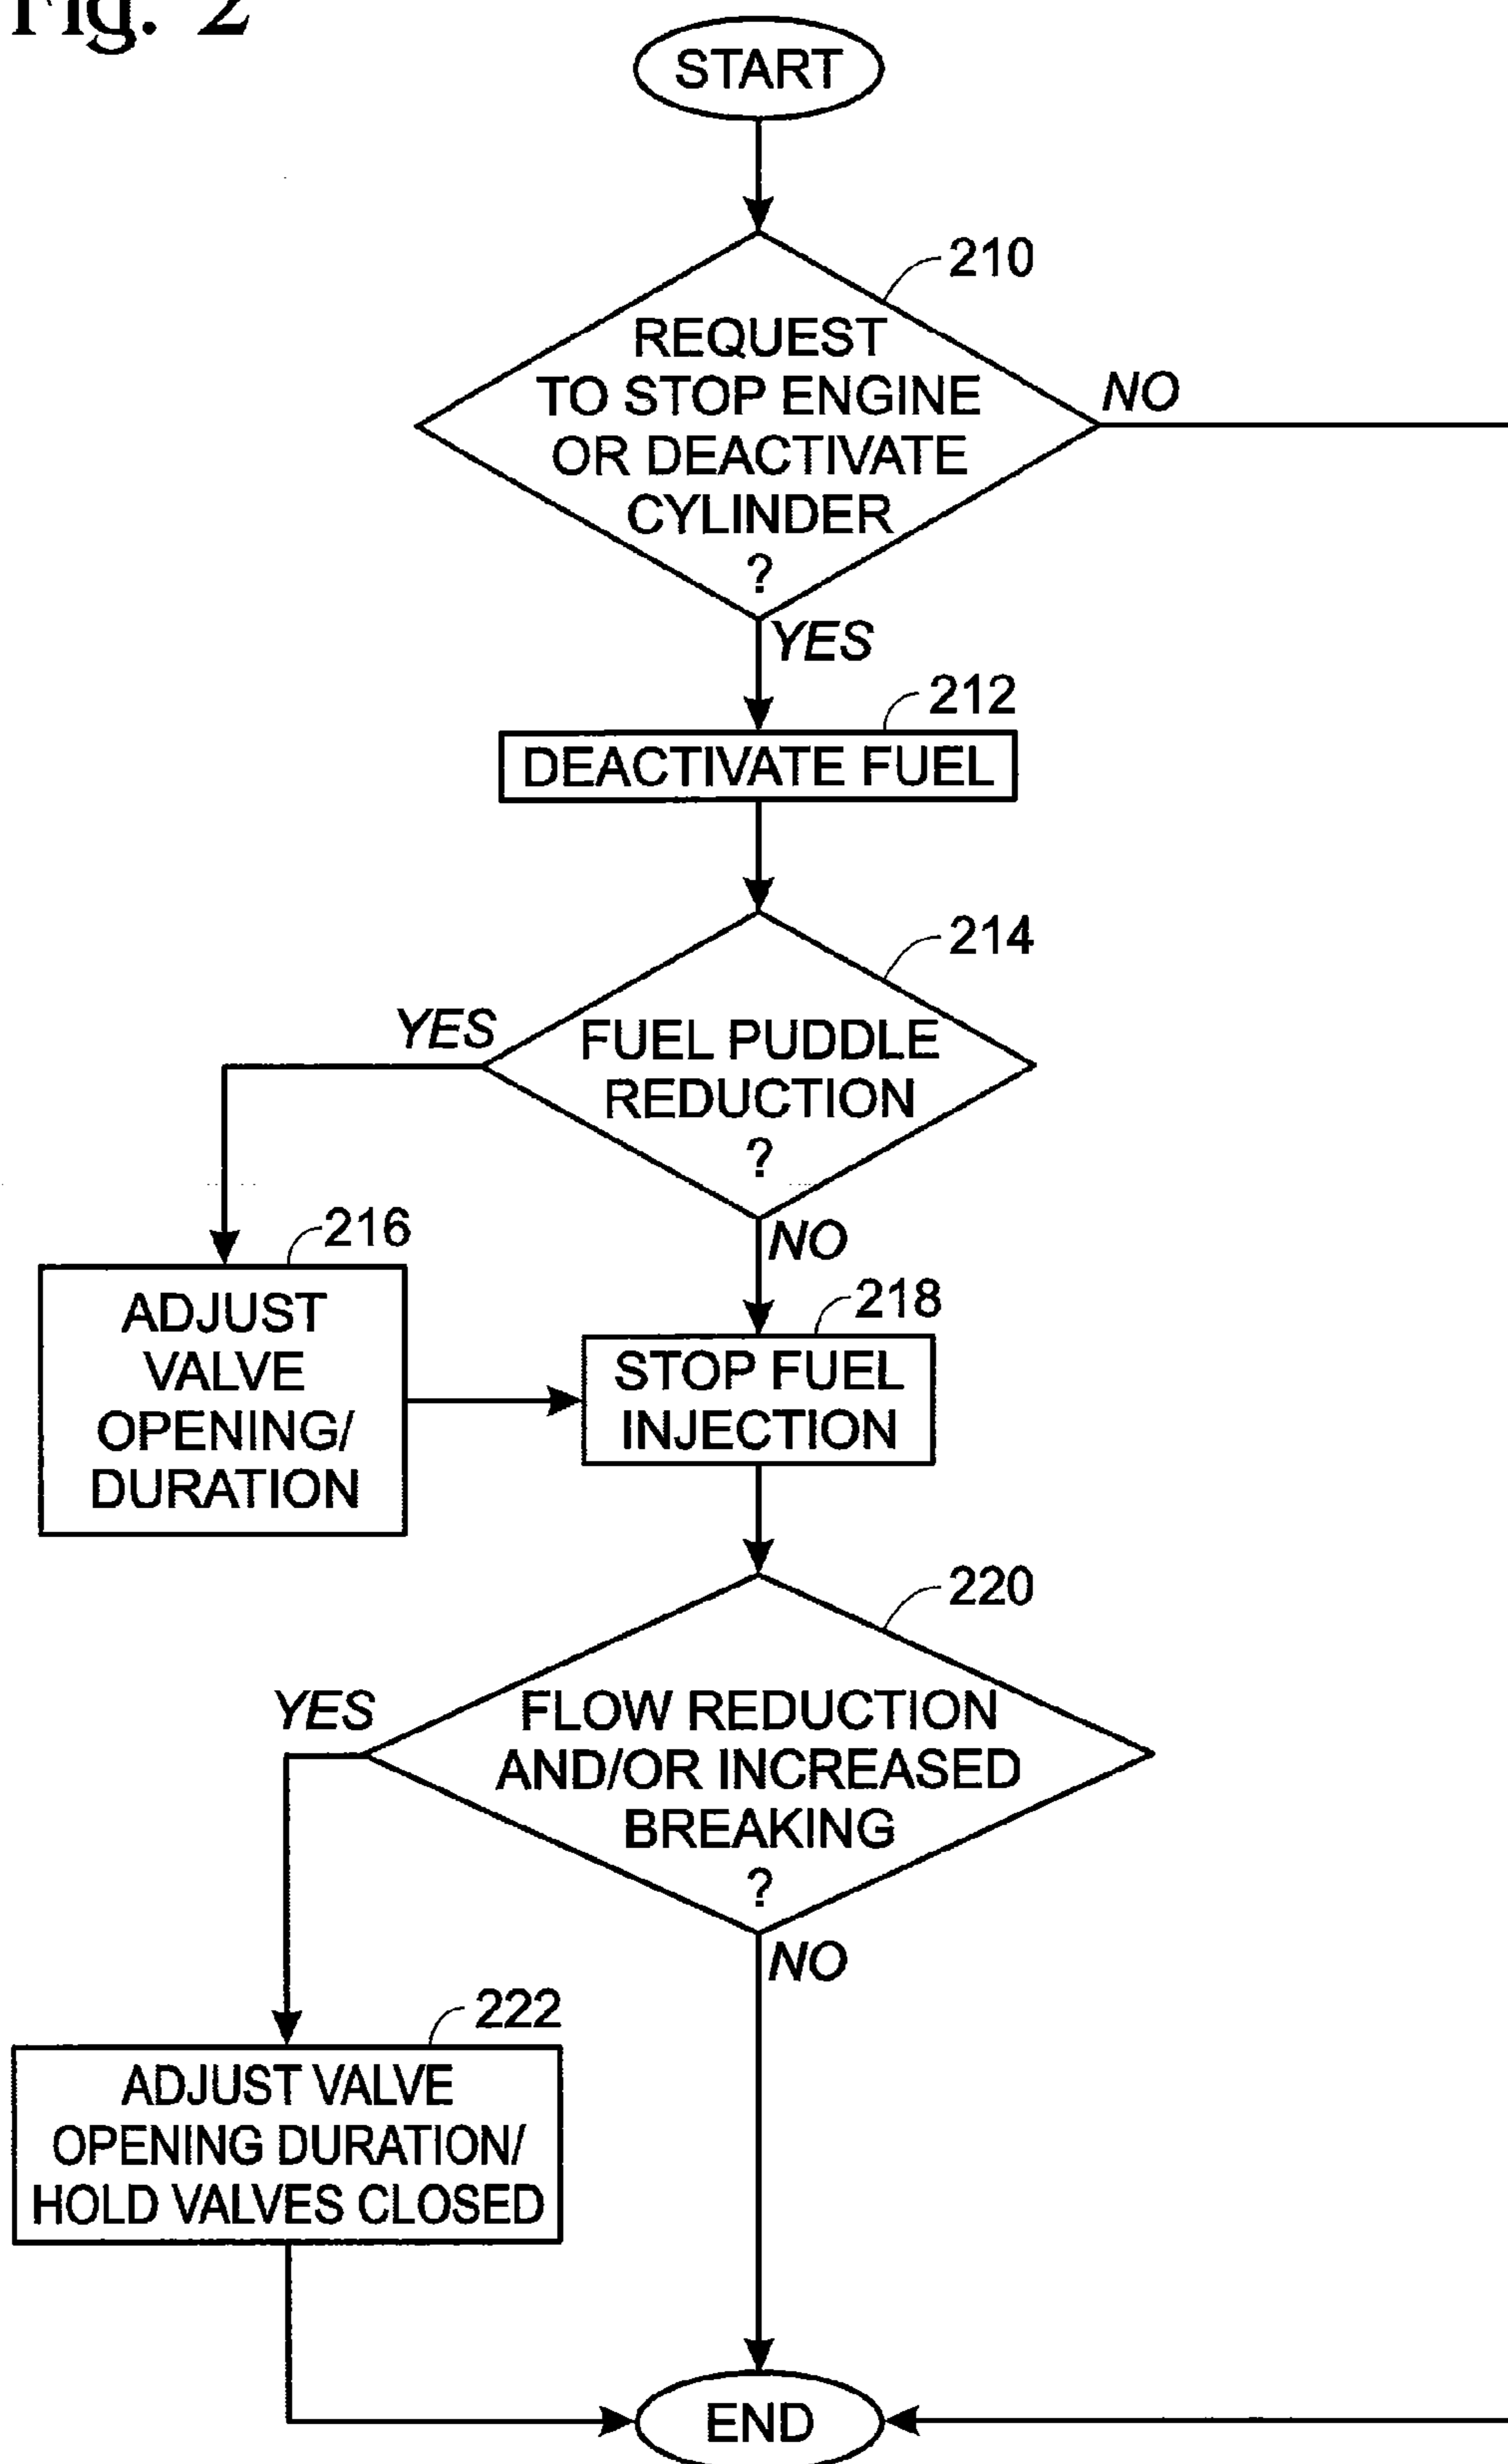 Fig. 2
START
210
REQUEST
TO STOP ENGINE
OR DEACTIVATE
CYLINDER
?
NO
YES
212
DEACTIVATE FUEL
214
YES
FUEL PUDDLE
REDUCTION
?
NO
216
ADJUST
VALVE
OPENING/
DURATION
218
STOP FUEL
INJECTION
220
YES
FLOW REDUCTION
AND/OR INCREASED
BREAKING
?
NO
222
ADJUST VALVE
OPENING DURATION/
HOLD VALVES CLOSED
END